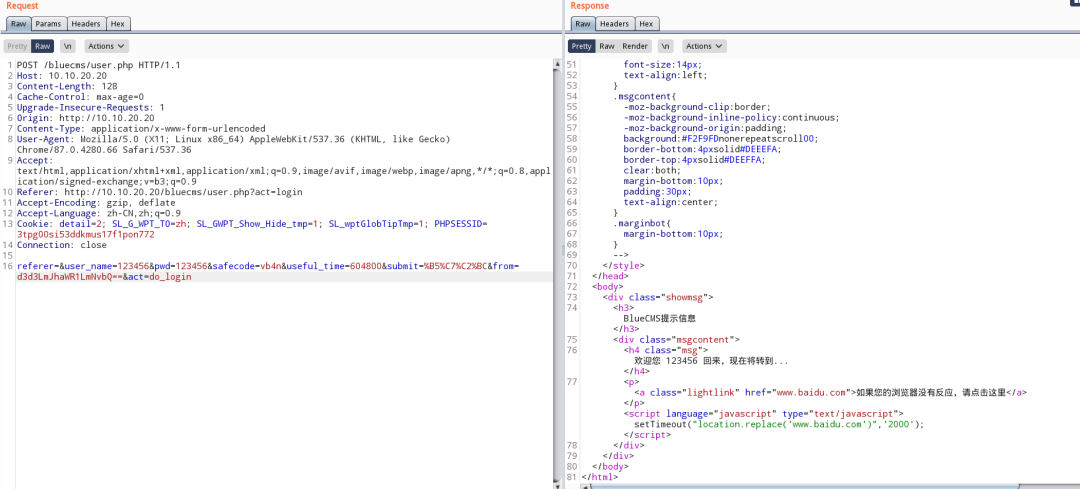 Request
Raw Params Headers Hex
Pretty Raw \n Actions
1 POST /bluecms/user.php HTTP/1.1
2 Host: 10.10.20.20
3 Content-Length: 128
4 Cache-Control: max-age=0
5 Upgrade-Insecure-Requests: 1
6 Origin: http://10.10.20.20
7 Content-Type: application/x-www-form-urlencoded
8 User-Agent: Mozilla/5.0 (X11; Linux x86_64) AppleWebKit/537.36 (KHTML, like Gecko)
Chrome/87.0.4280.66 Safari/537.36
9 Accept:
text/html,application/xhtml+xml,application/xml;q=0.9,image/avif,image/webp,image/apng,*/*;q=0.8,appl
ication/signed-exchange;v=b3;q=0.9
10 Referer: http://10.10.20.20/bluecms/user.php?act=login
11 Accept-Encoding: gzip, deflate
12 Accept-Language: zh-CN,zh;q=0.9
13 Cookie: detail=2; SL_G_WPT_TO=zh; SL_GWPT_Show_Hide_tmp=1; SL_wptGlobTipTmp=1; PHPSESSID=
3tpg00si53ddkmus17f1pon772
14 Connection: close
15
16 referer=&user_name=123456&pwd=123456&safecode=vb4n&useful_time=604800&submit=%B5%C7%C2%BC&from=
d3d3LmJhaWR1LmNvbQ==&act=do_login
Response
Raw Headers Hex
Pretty Raw Render \n Actions
51 font-size:14px;
52 text-align:left;
53 }
54 .msgcontent{
55 -moz-background-clip:border;
56 -moz-background-inline-policy:continuous;
57 -moz-background-origin:padding;
58 background:#F2F9FDnonerepeatscroll00;
59 border-bottom:4pxsolid#DEEEFA;
60 border-top:4pxsolid#DEEFFA;
61 clear:both;
62 margin-bottom:10px;
63 padding:30px;
64 text-align:center;
65 }
66 .marginbot{
67 margin-bottom:10px;
68 }
69 -->
70 </style>
71 </head>
72 <body>
73 <div class="showmsg">
74 <h3>
BlueCMS提示信息
</h3>
75 <div class="msgcontent">
76 <h4 class="msg">
欢迎您 123456 回来，现在将转到...
</h4>
77 <p>
<a class="lightlink" href="www.baidu.com">如果您的浏览器没有反应，请点击这里</a>
</p>
<script language="javascript" type="text/javascript">
setTimeout("location.replace('www.baidu.com')",'2000');
</script>
78 </div>
79 </div>
80 </body>
81 </html>